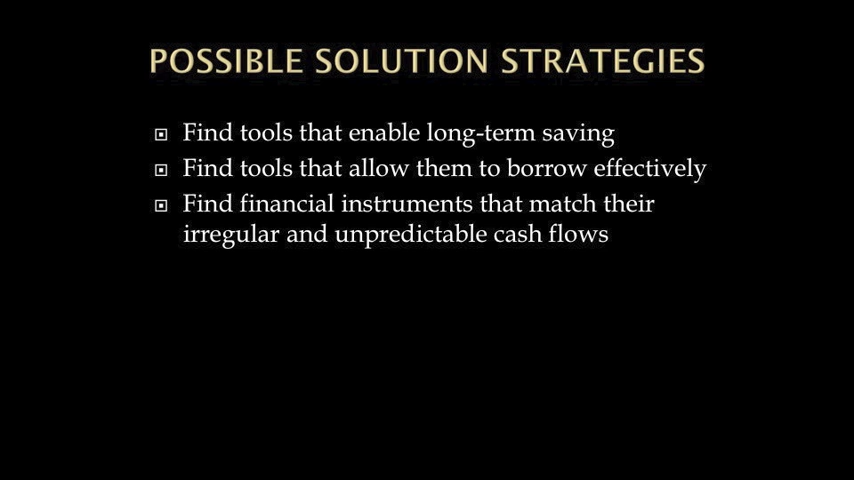 POSSIBLE SOLUTION STRATEGIES
Find tools that enable long-term saving
Find tools that allow them to borrow effectively
Find financial instruments that match their
irregular and unpredictable cash flows